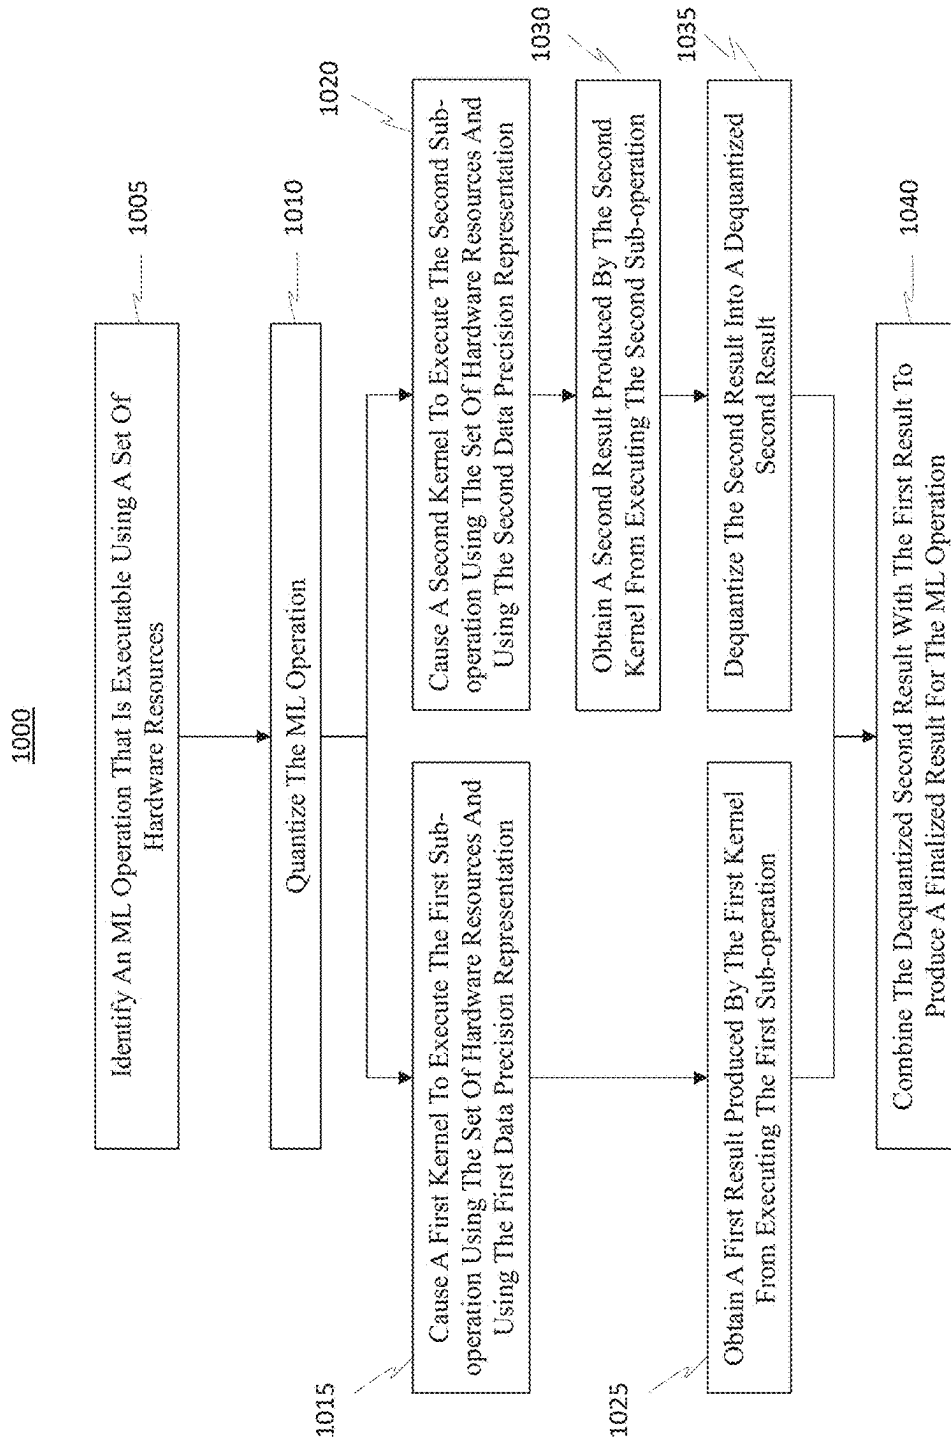 1000
1005
Identify An ML Operation That Is Executable Using A Set Of
Hardware Resources
1010
Quantize The ML Operation
1015
Cause A First Kernel To Execute The First Sub-
operation Using The Set Of Hardware Resources And
Using The First Data Precision Representation
1020
Cause A Second Kernel To Execute The Second Sub-
operation Using The Set Of Hardware Resources And
Using The Second Data Precision Representation
1030
Obtain A Second Result Produced By The Second
Kernel From Executing The Second Sub-operation
1025
Obtain A First Result Produced By The First Kernel
From Executing The First Sub-operation
1035
Dequantize The Second Result Into A Dequantized
Second Result
1040
Combine The Dequantized Second Result With The First Result To
Produce A Finalized Result For The ML Operation